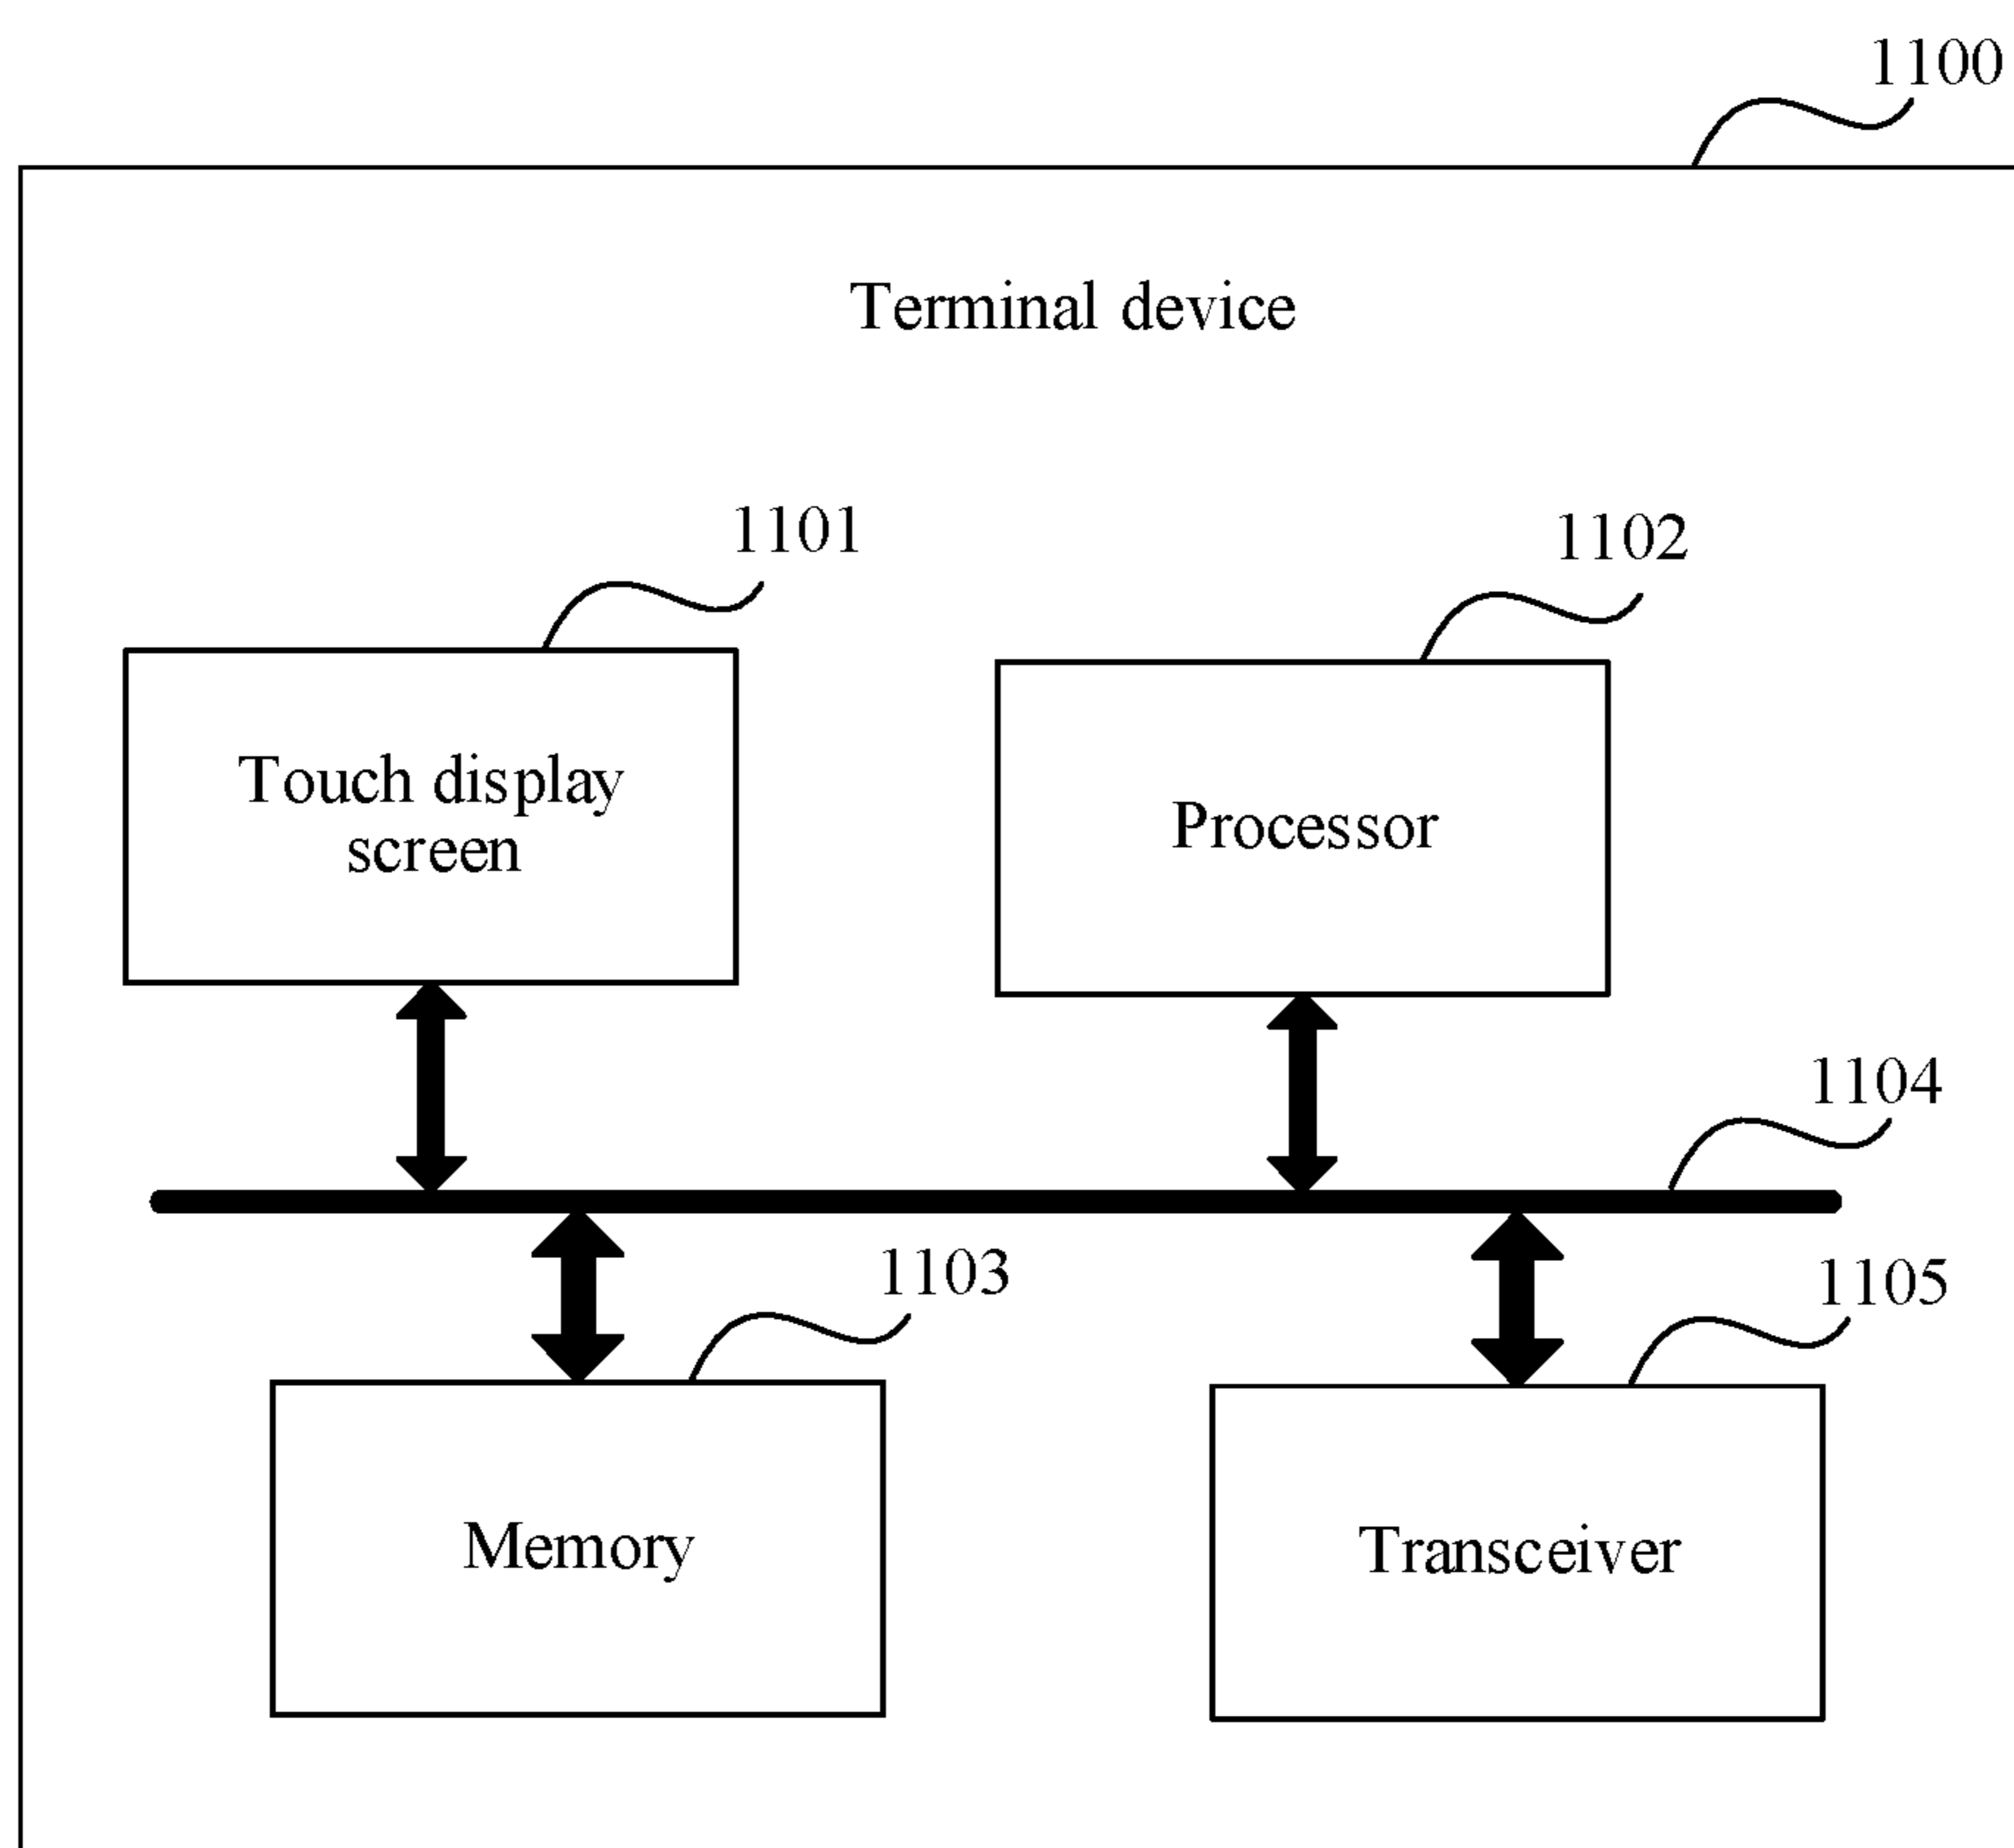 1100
Terminal device
1101
1102
Touch display
screen
Processor
1104
1103
1105
Memory
Transceiver